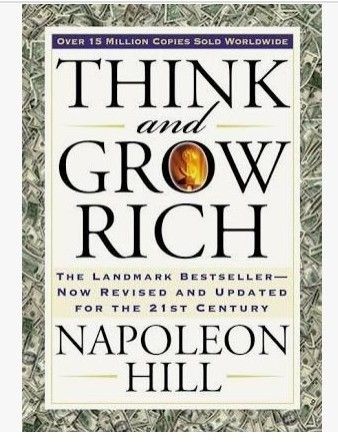 OVER 15 MILLION COPIES SOLD WORLDWIDE
THINK
and
GROW
RICH
THE LANDMARK BESTSELLER—
NOW REVISED AND UPDATED
FOR THE 21ST CENTURY
NAPOLEON
HILL